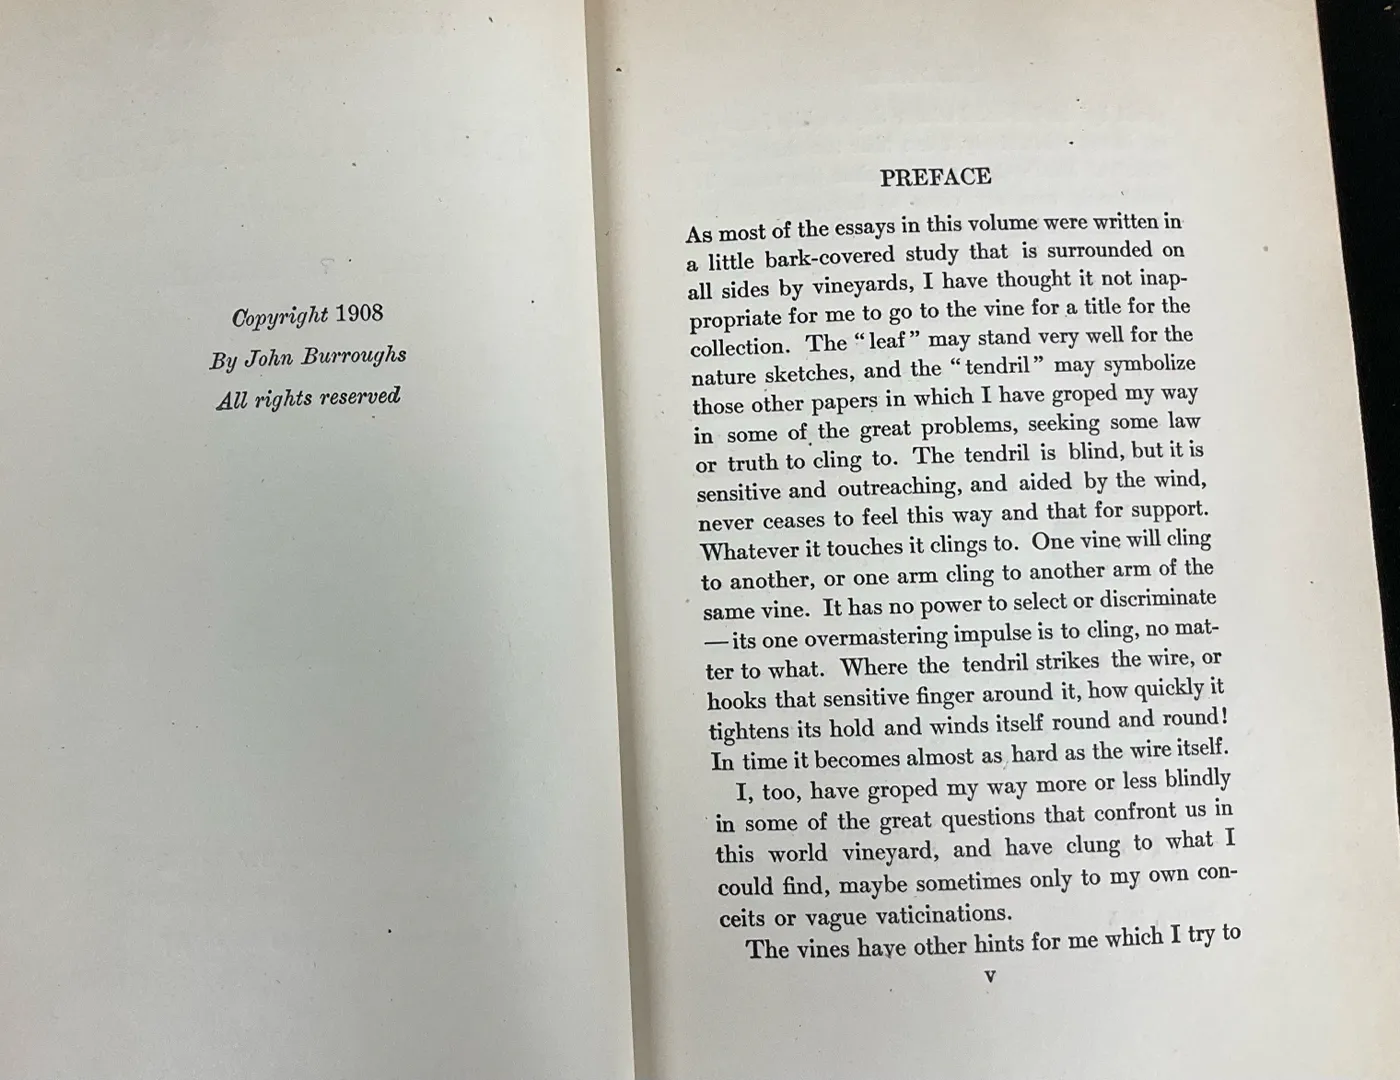 Copyright 1908
By John Burroughs
All rights reserved
PREFACE
As most of the essays in this volume were written in
a little bark-covered study that is surrounded on
all sides by vineyards, I have thought it not inap-
propriate for me to go to the vine for a title for the
collection. The “leaf” may stand very well for the
nature sketches, and the “tendril” may symbolize
those other papers in which I have groped my way
in some of the great problems, seeking some law
or truth to cling to. The tendril is blind, but it is
sensitive and outreaching, and aided by the wind,
never ceases to feel this way and that for support.
Whatever it touches it clings to. One vine will cling
to another, or one arm cling to another arm of the
same vine. It has no power to select or discriminate
— its one overmastering impulse is to cling, no mat-
ter to what. Where the tendril strikes the wire, or
hooks that sensitive finger around it, how quickly it
tightens its hold and winds itself round and round!
In time it becomes almost as hard as the wire itself.
I, too, have groped my way more or less blindly
in some of the great questions that confront us in
this world vineyard, and have clung to what I
could find, maybe sometimes only to my own con-
ceits or vague vaticinations.
The vines have other hints for me which I try to
v